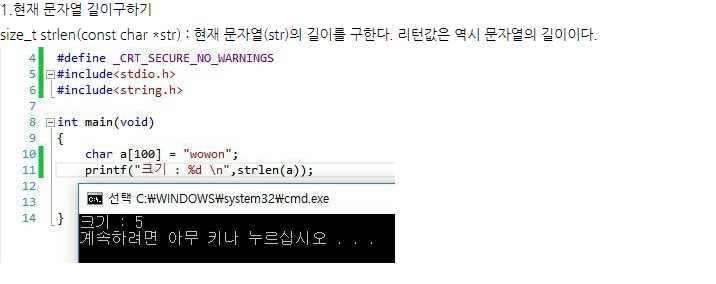 1.현재 문자열 길이구하기
size_t strlen(const char *str) : 현재 문자열(str)의 길이를 구한다. 리턴값은 역시 문자열의 길이이다.
4 #define _CRT_SECURE_NO_WARNINGS
5 #include<stdio.h>
6 #include<string.h>
7
8 int main(void)
9 {
10 char a[100] = "wowon";
11 printf("크기 : %d \n",strlen(a));
12
13
14 }
선택 C:₩WINDOWS₩system32₩cmd.exe
크기 : 5
계속하려면 아무 키나 누르십시오 . . .